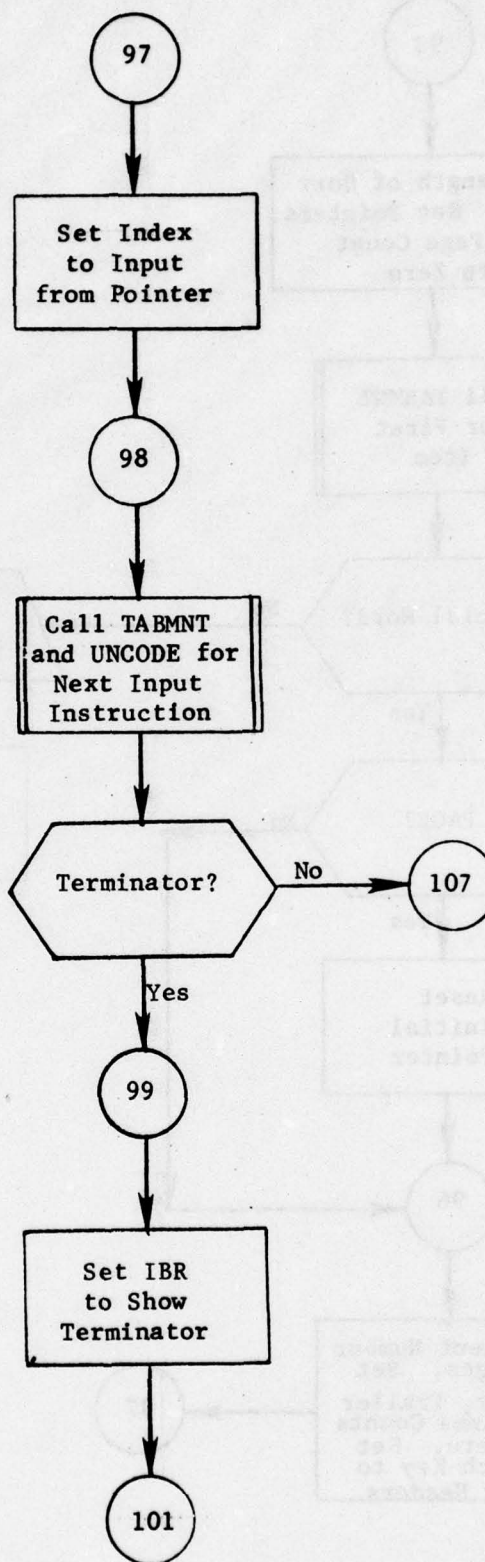 97
Set Index
to Input
from Pointer
98
Call TABMNT
and UNCODE for
Next Input
Instruction
Terminator?
No
107
Yes
99
Set IBR
to Show
Terminator
101